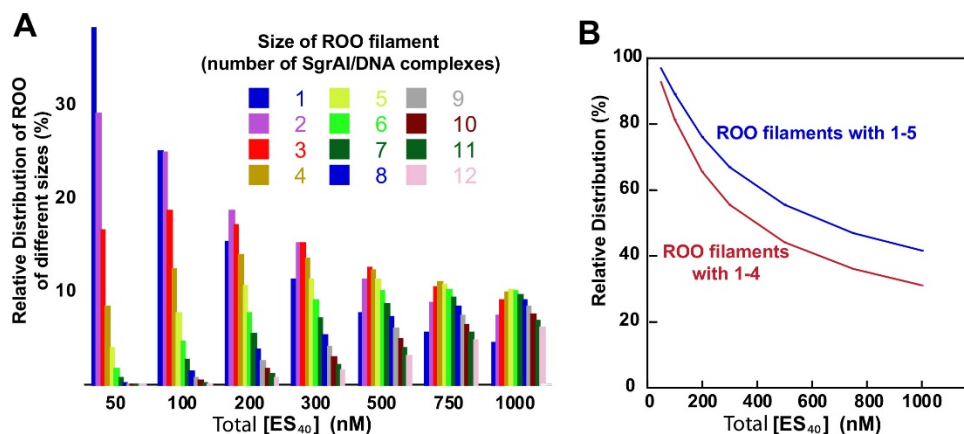 A
Size of ROO filament
(number of SgrAI/DNA complexes)
1 5 9
2 6 10
3 7 11
4 8 12
Relative Distribution of ROO
of different sizes (%)
30
20
10
50 100 200 300 500 750 1000
Total [ES40] (nM)
B
ROO filaments with 1-5
ROO filaments
with 1-4
Relative Distribution (%)
100
80
60
40
20
0
0 200 400 600 800 1000
Total [ES40] (nM)